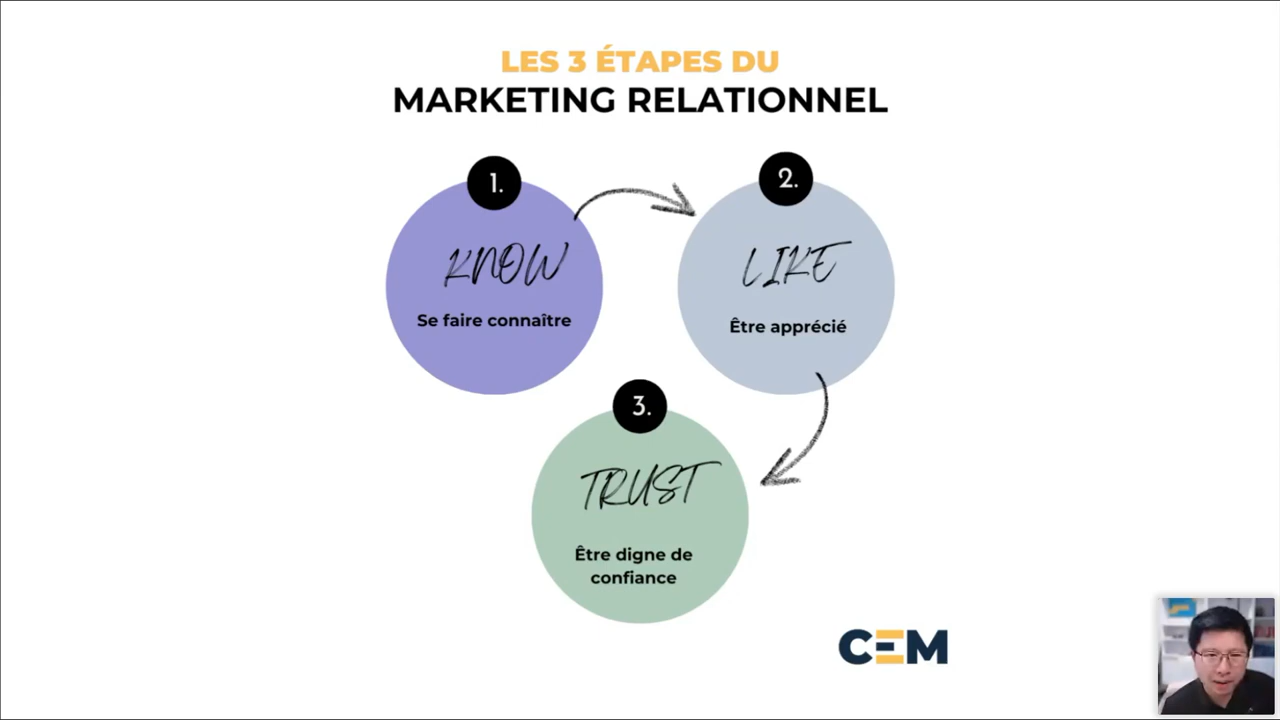 LES 3 ÉTAPES DU
MARKETING RELATIONNEL
1.
KNOW
Se faire connaître
2.
LIKE
Être apprécié
3.
TRUST
Être digne de
confiance
CEM